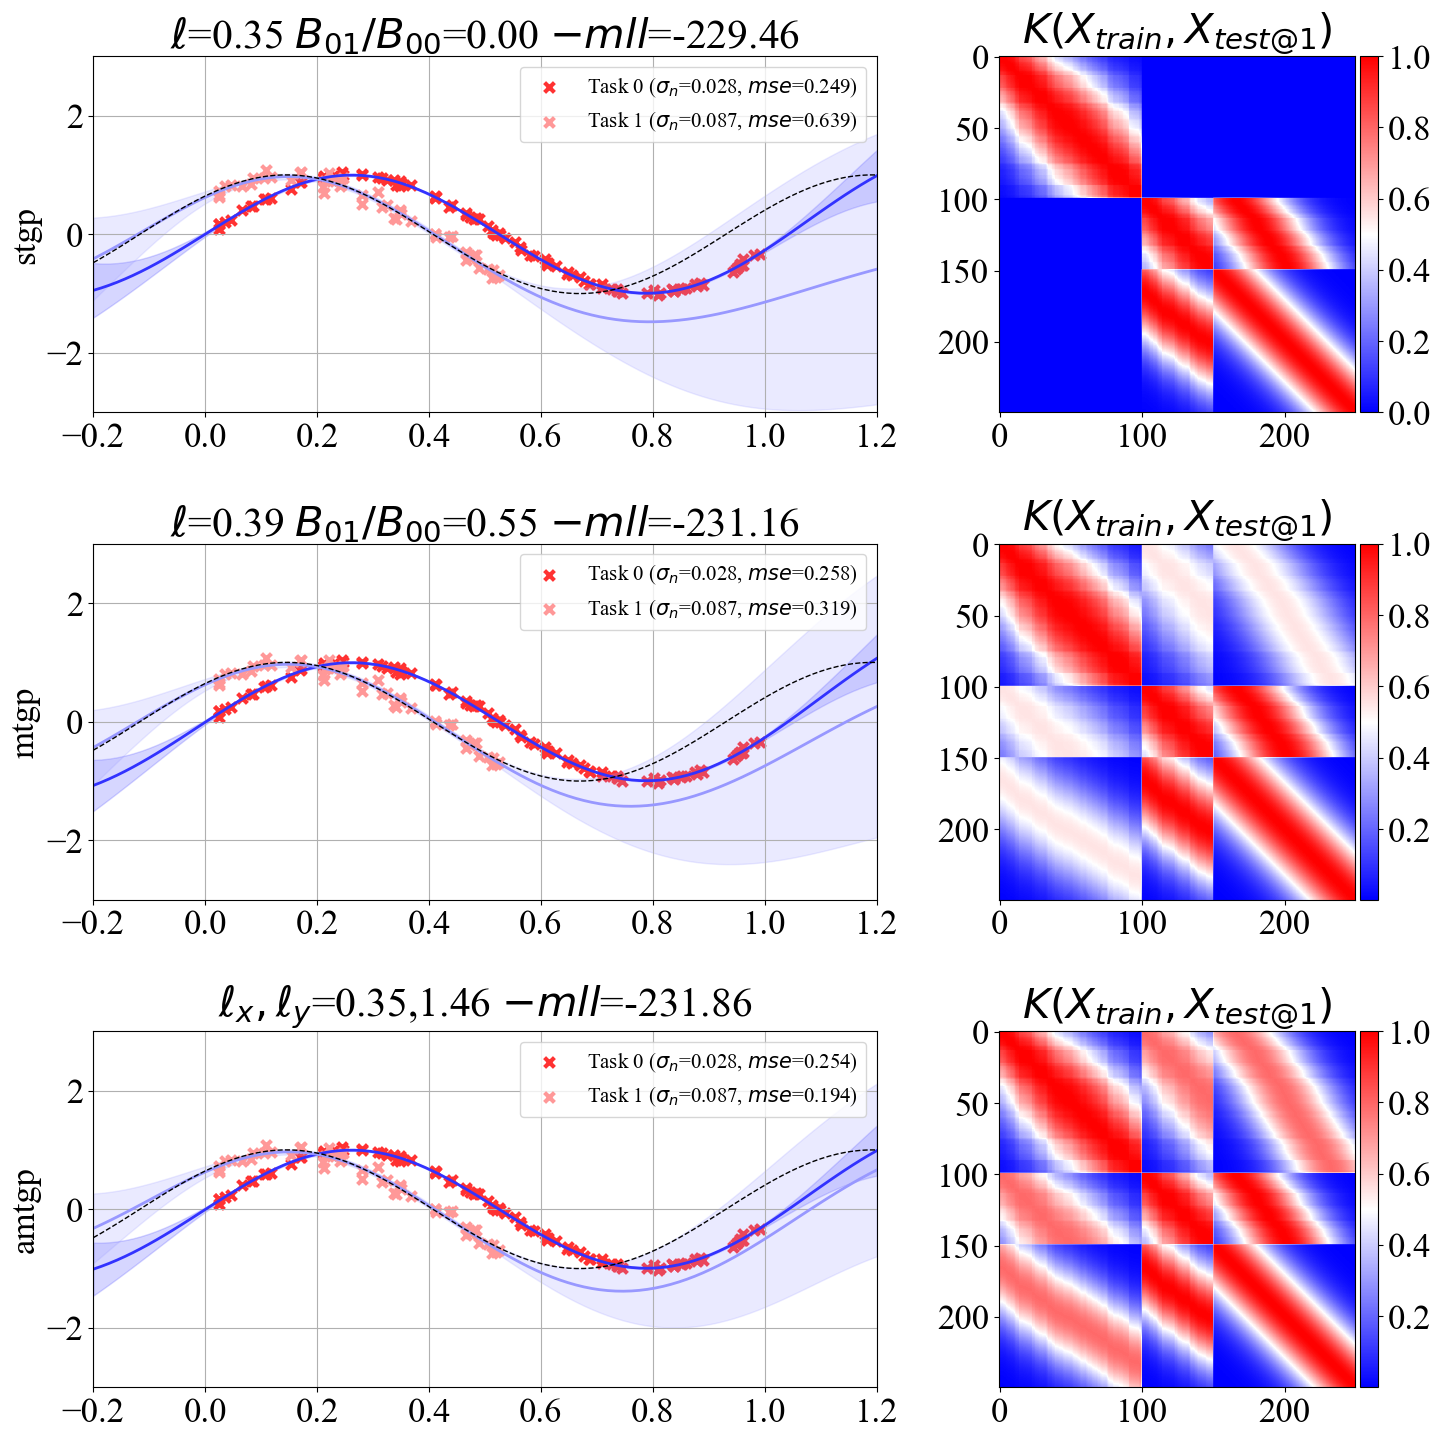 ℓ=0.35 B₀₁/B₀₀=0.00 −mll=-229.46
K(X_train, X_test@1)
stgp
Task 0 (σₙ=0.028, mse=0.249)
Task 1 (σₙ=0.087, mse=0.639)
2
0
−2
−0.2 0.0 0.2 0.4 0.6 0.8 1.0 1.2
0
50
100
150
200
0 100 200
1.0
0.8
0.6
0.4
0.2
0.0
ℓ=0.39 B₀₁/B₀₀=0.55 −mll=-231.16
K(X_train, X_test@1)
mtgp
Task 0 (σₙ=0.028, mse=0.258)
Task 1 (σₙ=0.087, mse=0.319)
2
0
−2
−0.2 0.0 0.2 0.4 0.6 0.8 1.0 1.2
0
50
100
150
200
0 100 200
1.0
0.8
0.6
0.4
0.2
ℓₓ, ℓ_y=0.35,1.46 −mll=-231.86
K(X_train, X_test@1)
amtgp
Task 0 (σₙ=0.028, mse=0.254)
Task 1 (σₙ=0.087, mse=0.194)
2
0
−2
−0.2 0.0 0.2 0.4 0.6 0.8 1.0 1.2
0
50
100
150
200
0 100 200
1.0
0.8
0.6
0.4
0.2